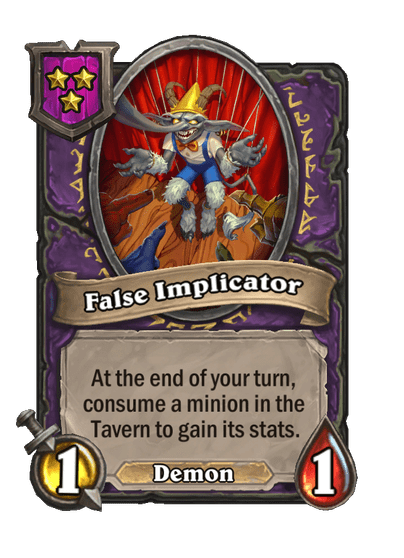 False Implicator
At the end of your turn,
consume a minion in the
Tavern to gain its stats.
1
Demon
1